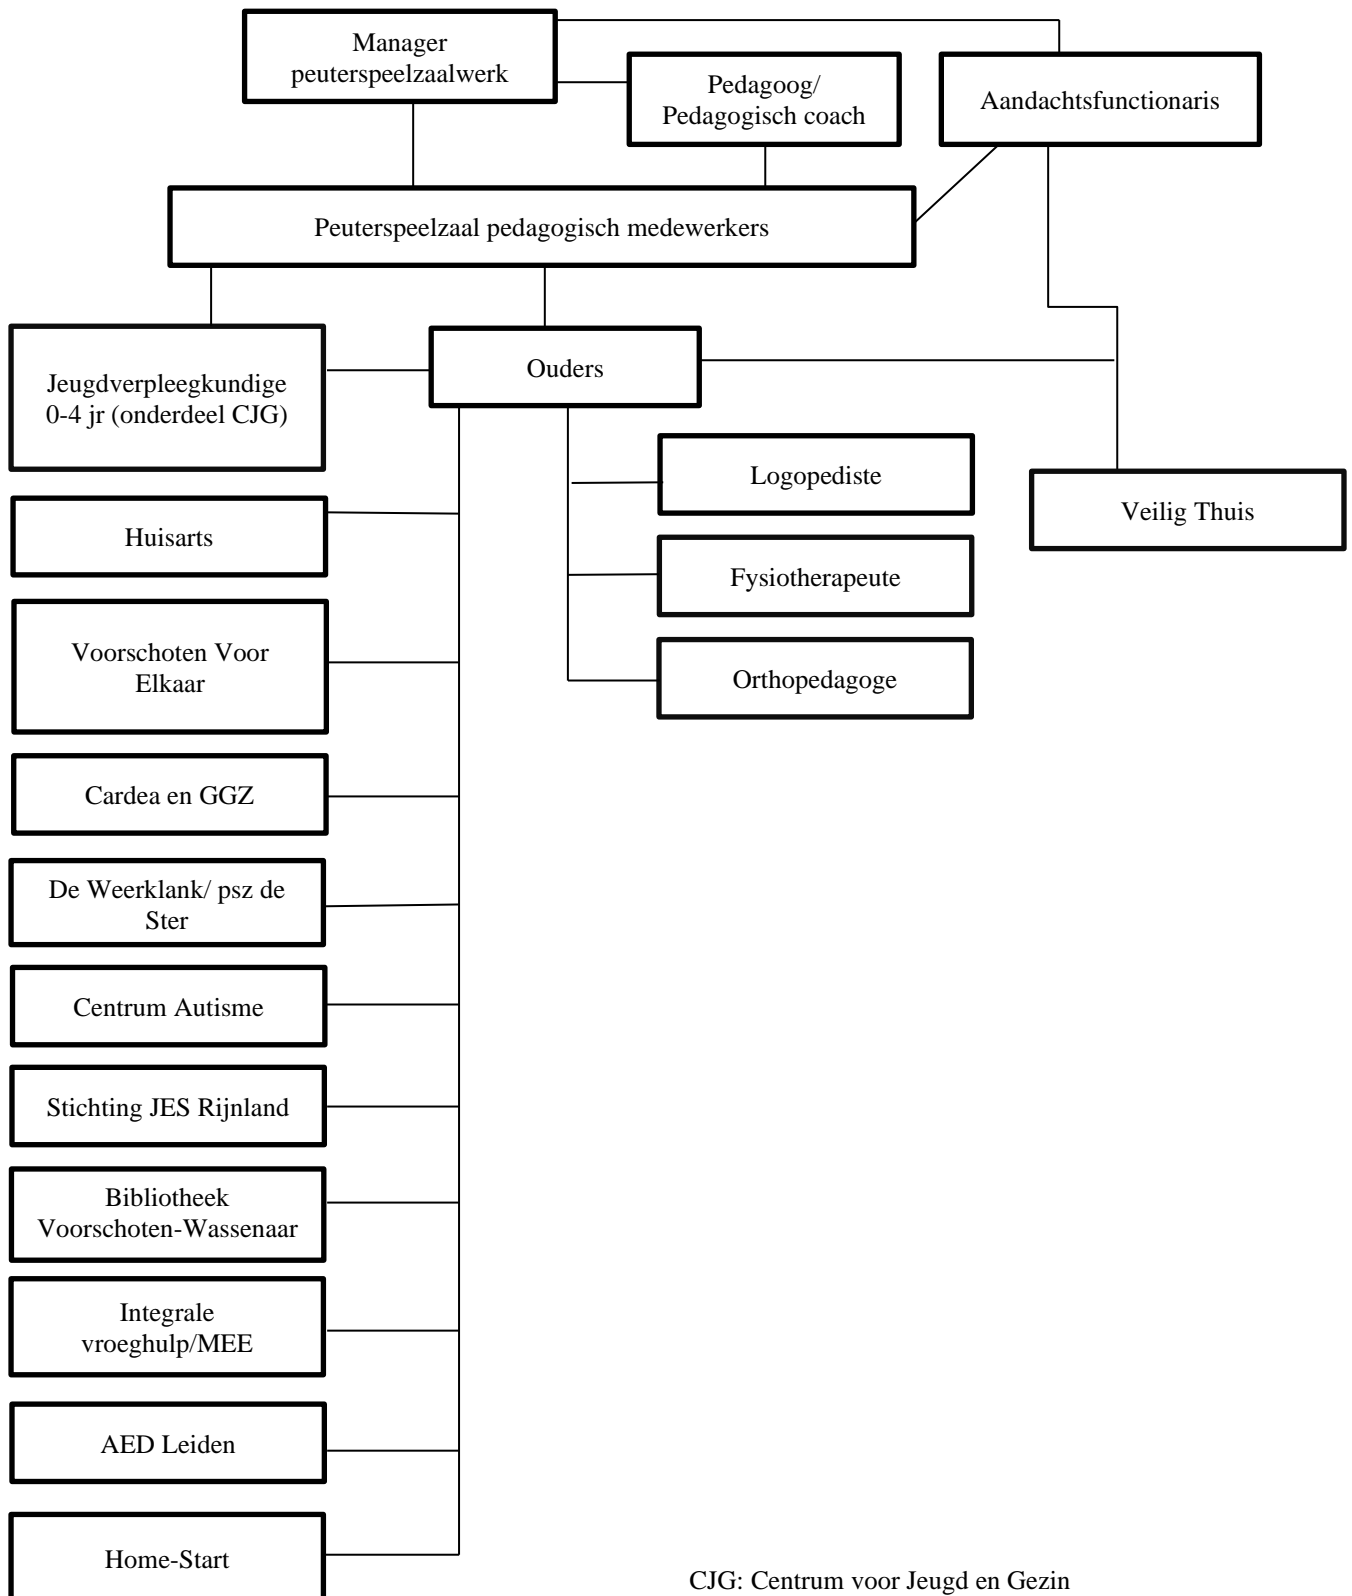 Manager
peuterspeelzaalwerk
Pedagoog/
Pedagogisch coach
Aandachtsfunctionaris
Peuterspeelzaal pedagogisch medewerkers
Jeugdverpleegkundige
0-4 jr (onderdeel CJG)
Ouders
Logopediste
Veilig Thuis
Huisarts
Fysiotherapeute
Voorschoten Voor
Elkaar
Orthopedagoge
Cardea en GGZ
De Weerklank/ psz de
Ster
Centrum Autisme
Stichting JES Rijnland
Bibliotheek
Voorschoten-Wassenaar
Integrale
vroeghulp/MEE
AED Leiden
Home-Start
CJG: Centrum voor Jeugd en Gezin